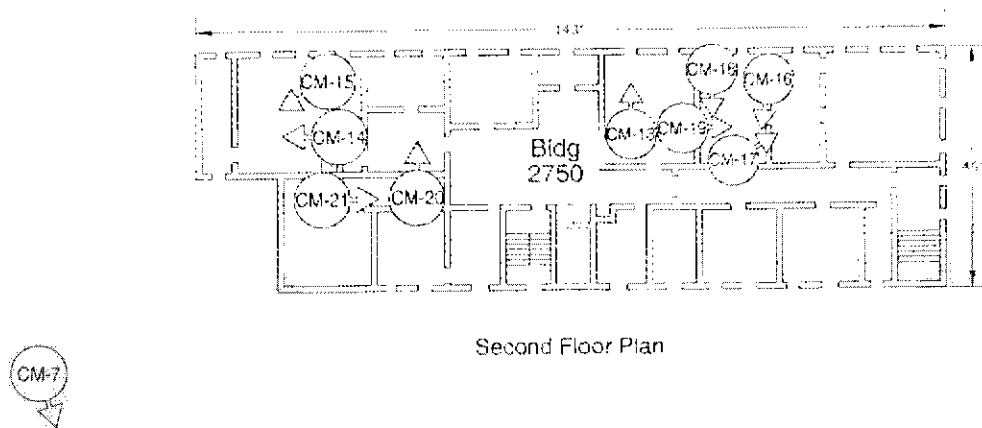 143'
CM-15
CM-18
CM-16
CM-14
CM-13
CM-19
CM-17
Bldg
2750
CM-21
CM-20
Second Floor Plan
CM-7